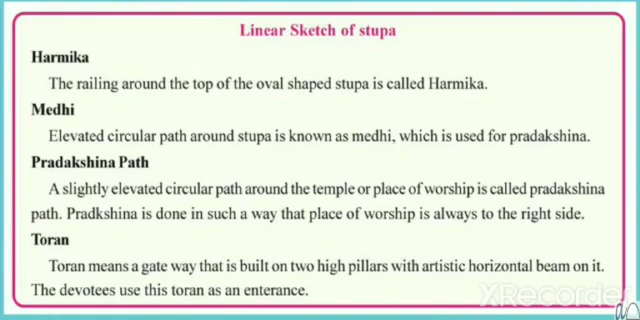 Linear Sketch of stupa
Harmika
The railing around the top of the oval shaped stupa is called Harmika.
Medhi
Elevated circular path around stupa is known as medhi, which is used for pradakshina.
Pradakshina Path
A slightly elevated circular path around the temple or place of worship is called pradakshina
path. Pradkshina is done in such a way that place of worship is always to the right side.
Toran
Toran means a gate way that is built on two high pillars with artistic horizontal beam on it.
The devotees use this toran as an enterance.
XRecorder